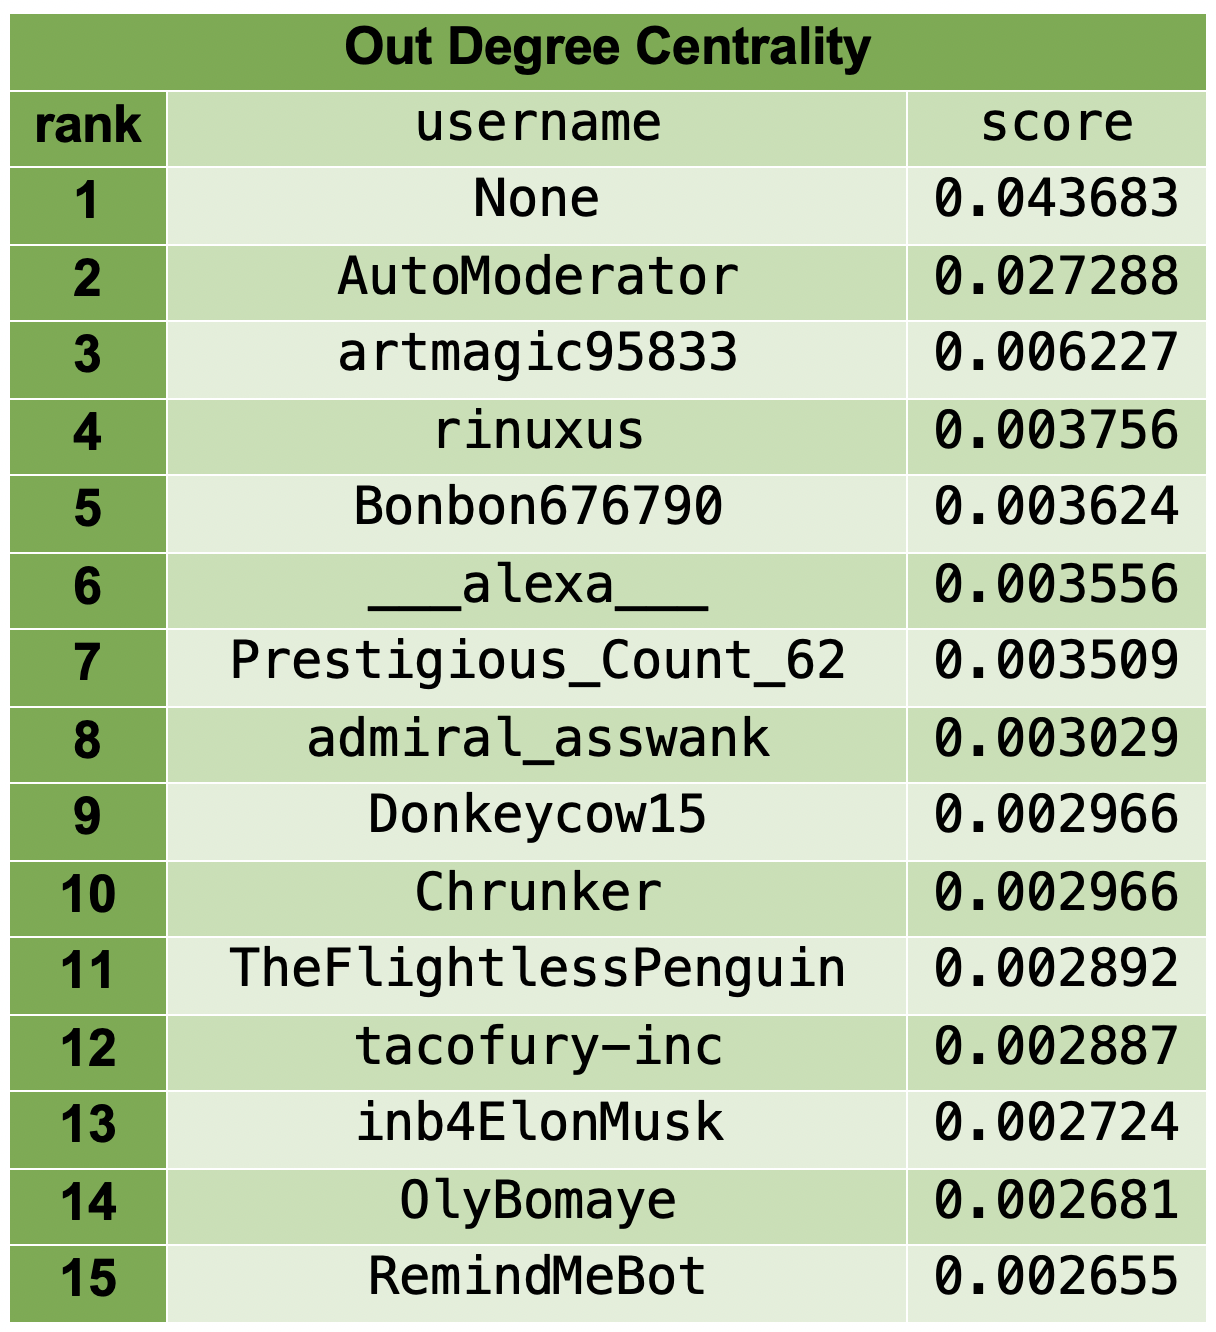 Out Degree Centrality
rank username score
1 None 0.043683
2 AutoModerator 0.027288
3 artmagic95833 0.006227
4 rinuxus 0.003756
5 Bonbon676790 0.003624
6 ___alexa___ 0.003556
7 Prestigious_Count_62 0.003509
8 admiral_asswank 0.003029
9 Donkeycow15 0.002966
10 Chrunker 0.002966
11 TheFlightlessPenguin 0.002892
12 tacofury-inc 0.002887
13 inb4ElonMusk 0.002724
14 OlyBomaye 0.002681
15 RemindMeBot 0.002655